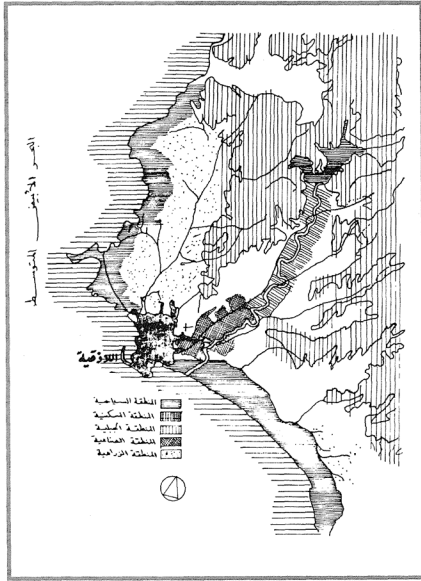 البحر الأبيض المتوسط
اللاذقية
المنطقة السياحية
المنطقة السكنية
المنطقة الجبلية
المنطقة الصناعية
المنطقة الزراعية